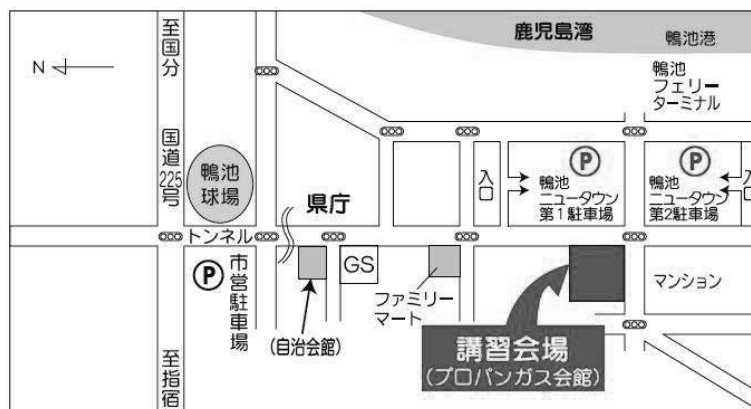 鹿児島湾
鴨池港
鴨池
フェリー
ターミナル
N
至国分
国道225号
鴨池
球場
県庁
入口
P
鴨池
ニュータウン
第1駐車場
P
鴨池
ニュータウン
第2駐車場
入口
トンネル
P
市営駐車場
(自治会館)
GS
ファミリー
マート
マンション
講習会場
(プロパンガス会館)
至指宿